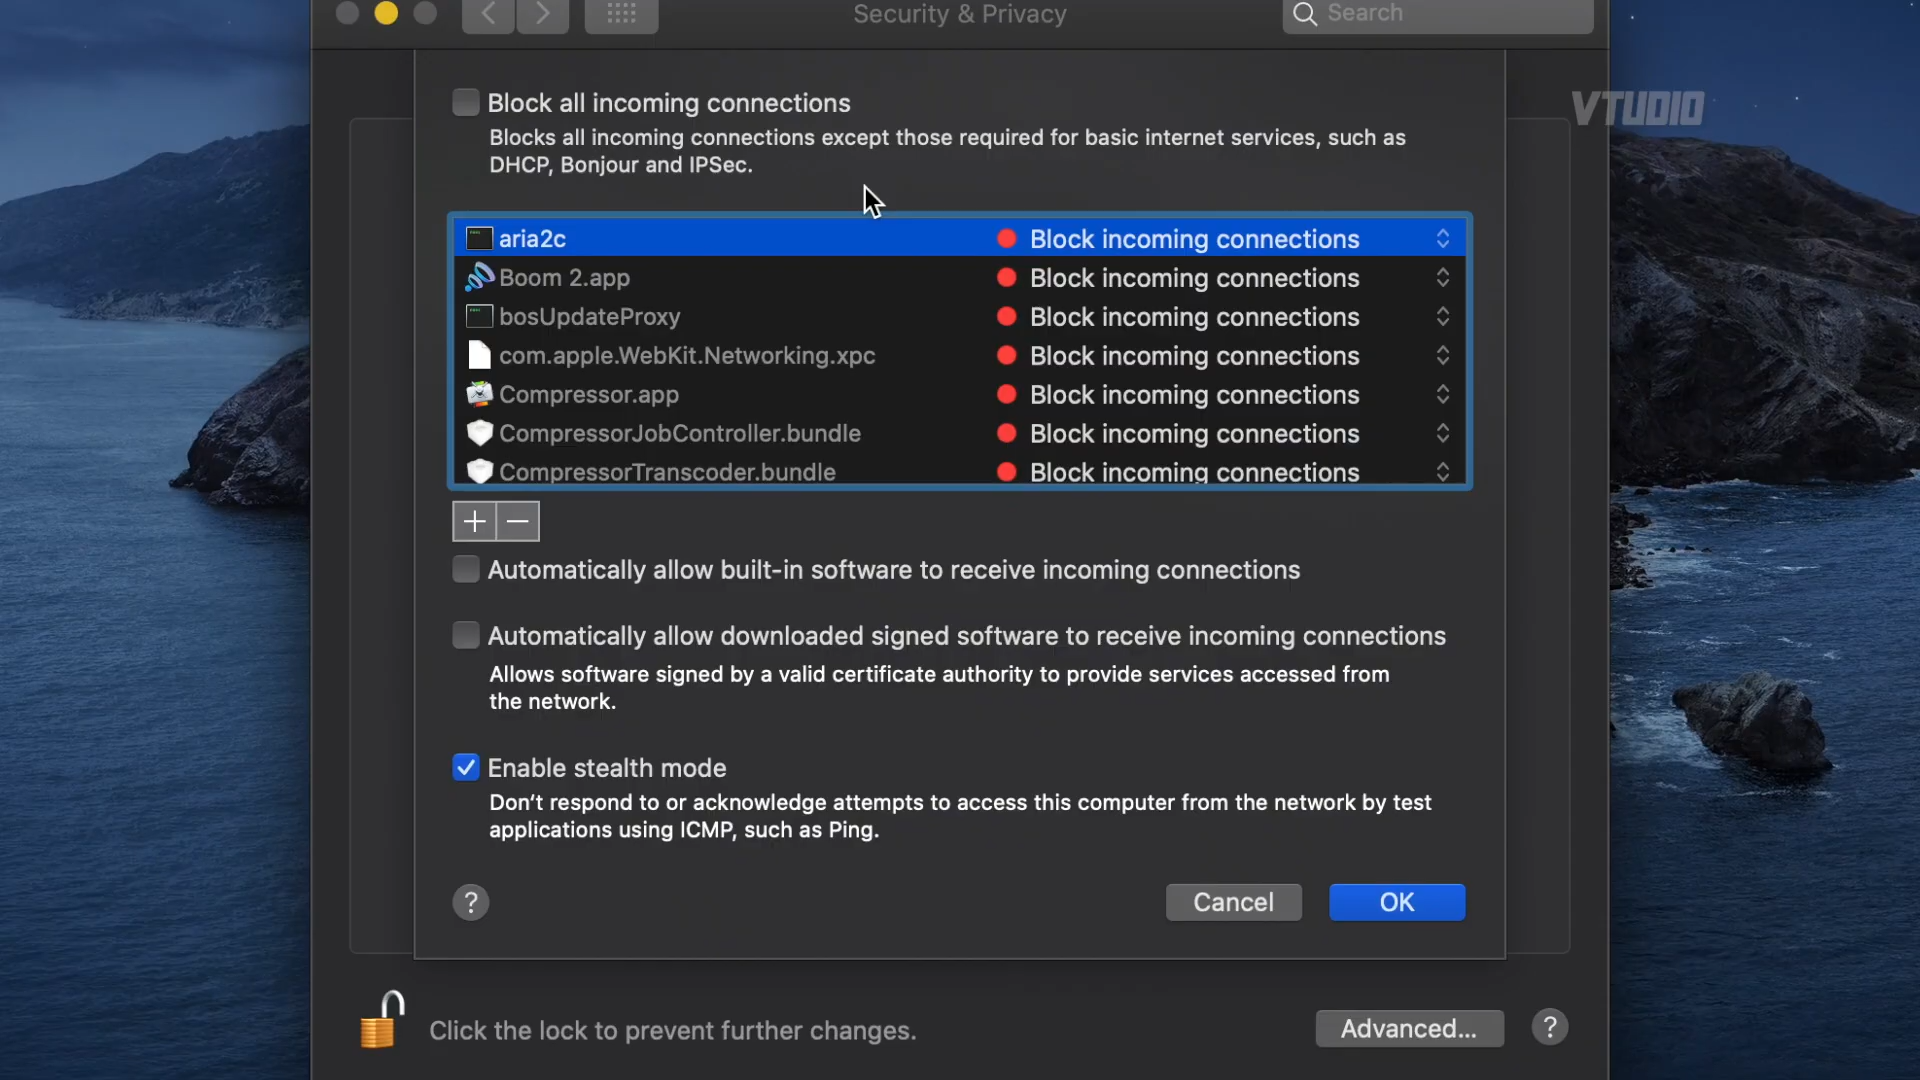 Security & Privacy
Search
VTUDIO
Block all incoming connections
Blocks all incoming connections except those required for basic internet services, such as
DHCP, Bonjour and IPSec.
aria2c Block incoming connections
Boom 2.app Block incoming connections
bosUpdateProxy Block incoming connections
com.apple.WebKit.Networking.xpc Block incoming connections
Compressor.app Block incoming connections
CompressorJobController.bundle Block incoming connections
CompressorTranscoder.bundle Block incoming connections
Automatically allow built-in software to receive incoming connections
Automatically allow downloaded signed software to receive incoming connections
Allows software signed by a valid certificate authority to provide services accessed from
the network.
Enable stealth mode
Don't respond to or acknowledge attempts to access this computer from the network by test
applications using ICMP, such as Ping.
? Cancel OK
Click the lock to prevent further changes. Advanced... ?